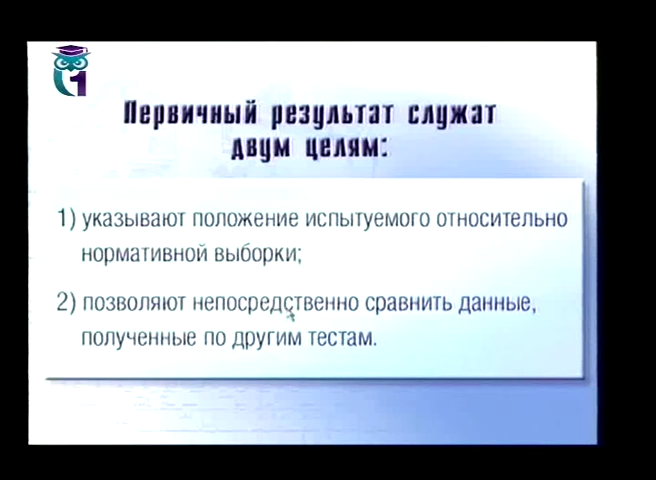 1
Первичный результат служат
двум целям:
1) указывают положение испытуемого относительно
нормативной выборки;
2) позволяют непосредственно сравнить данные,
полученные по другим тестам.